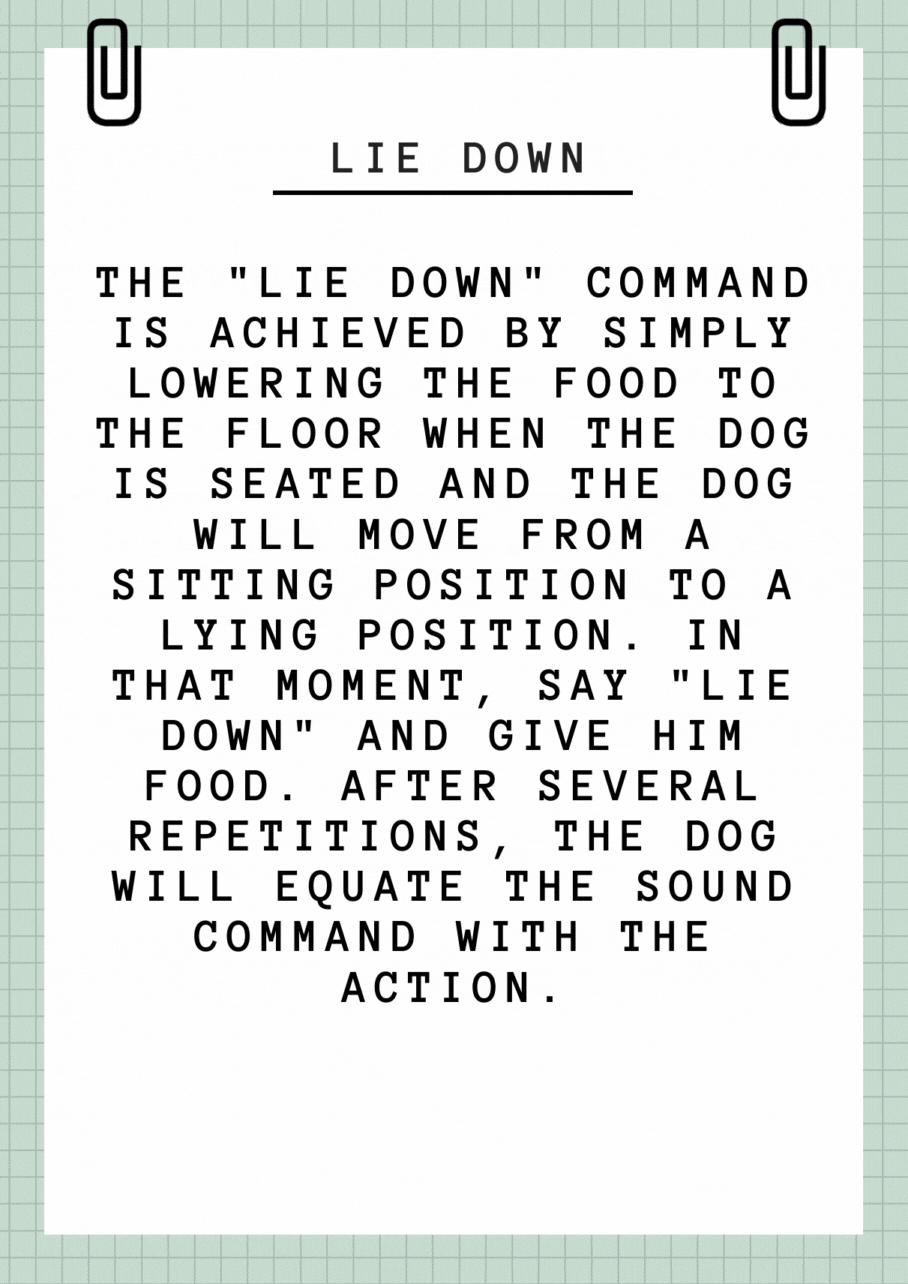 LIE DOWN
THE "LIE DOWN" COMMAND
IS ACHIEVED BY SIMPLY
LOWERING THE FOOD TO
THE FLOOR WHEN THE DOG
IS SEATED AND THE DOG
WILL MOVE FROM A
SITTING POSITION TO A
LYING POSITION. IN
THAT MOMENT, SAY "LIE
DOWN" AND GIVE HIM
FOOD. AFTER SEVERAL
REPETITIONS, THE DOG
WILL EQUATE THE SOUND
COMMAND WITH THE
ACTION.